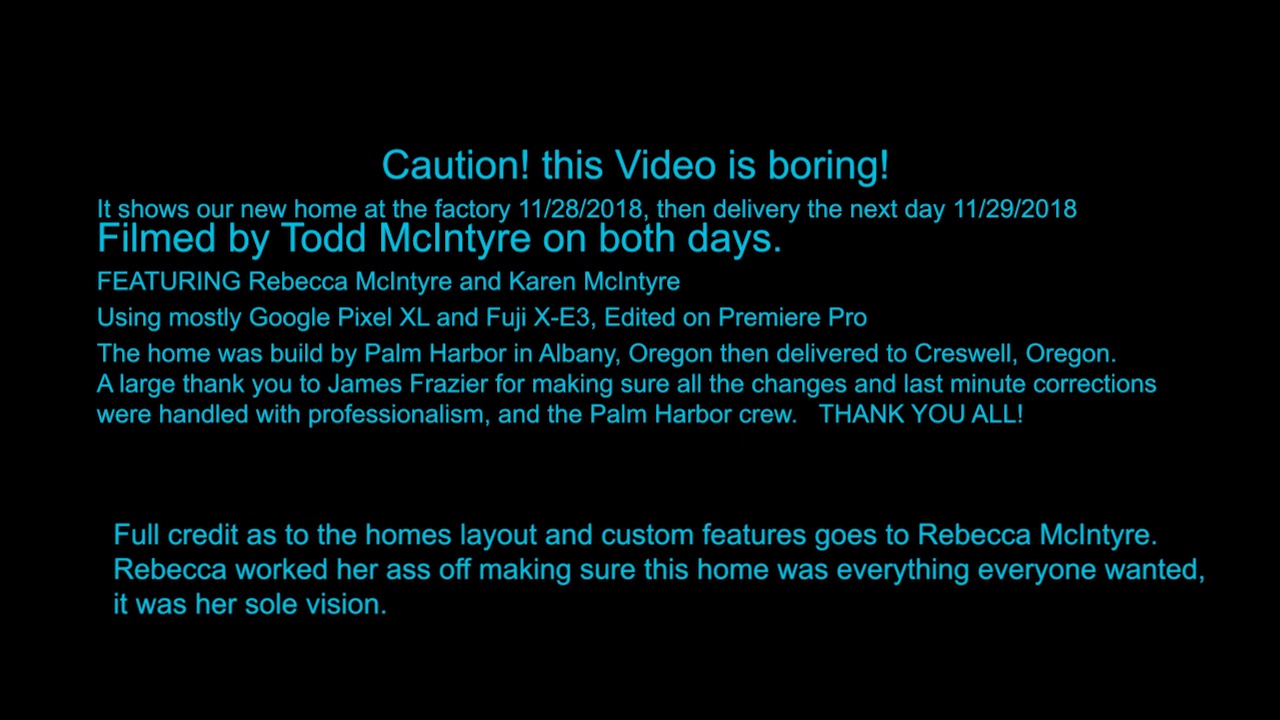 Caution! this Video is boring!
It shows our new home at the factory 11/28/2018, then delivery the next day 11/29/2018
Filmed by Todd McIntyre on both days.
FEATURING Rebecca McIntyre and Karen McIntyre
Using mostly Google Pixel XL and Fuji X-E3, Edited on Premiere Pro
The home was build by Palm Harbor in Albany, Oregon then delivered to Creswell, Oregon.
A large thank you to James Frazier for making sure all the changes and last minute corrections
were handled with professionalism, and the Palm Harbor crew.   THANK YOU ALL!
Full credit as to the homes layout and custom features goes to Rebecca McIntyre.
Rebecca worked her ass off making sure this home was everything everyone wanted,
it was her sole vision.